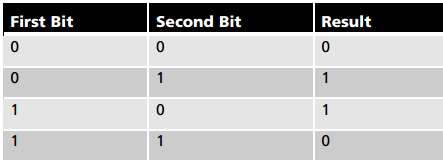 First Bit Second Bit Result
0 0 0
0 1 1
1 0 1
1 1 0